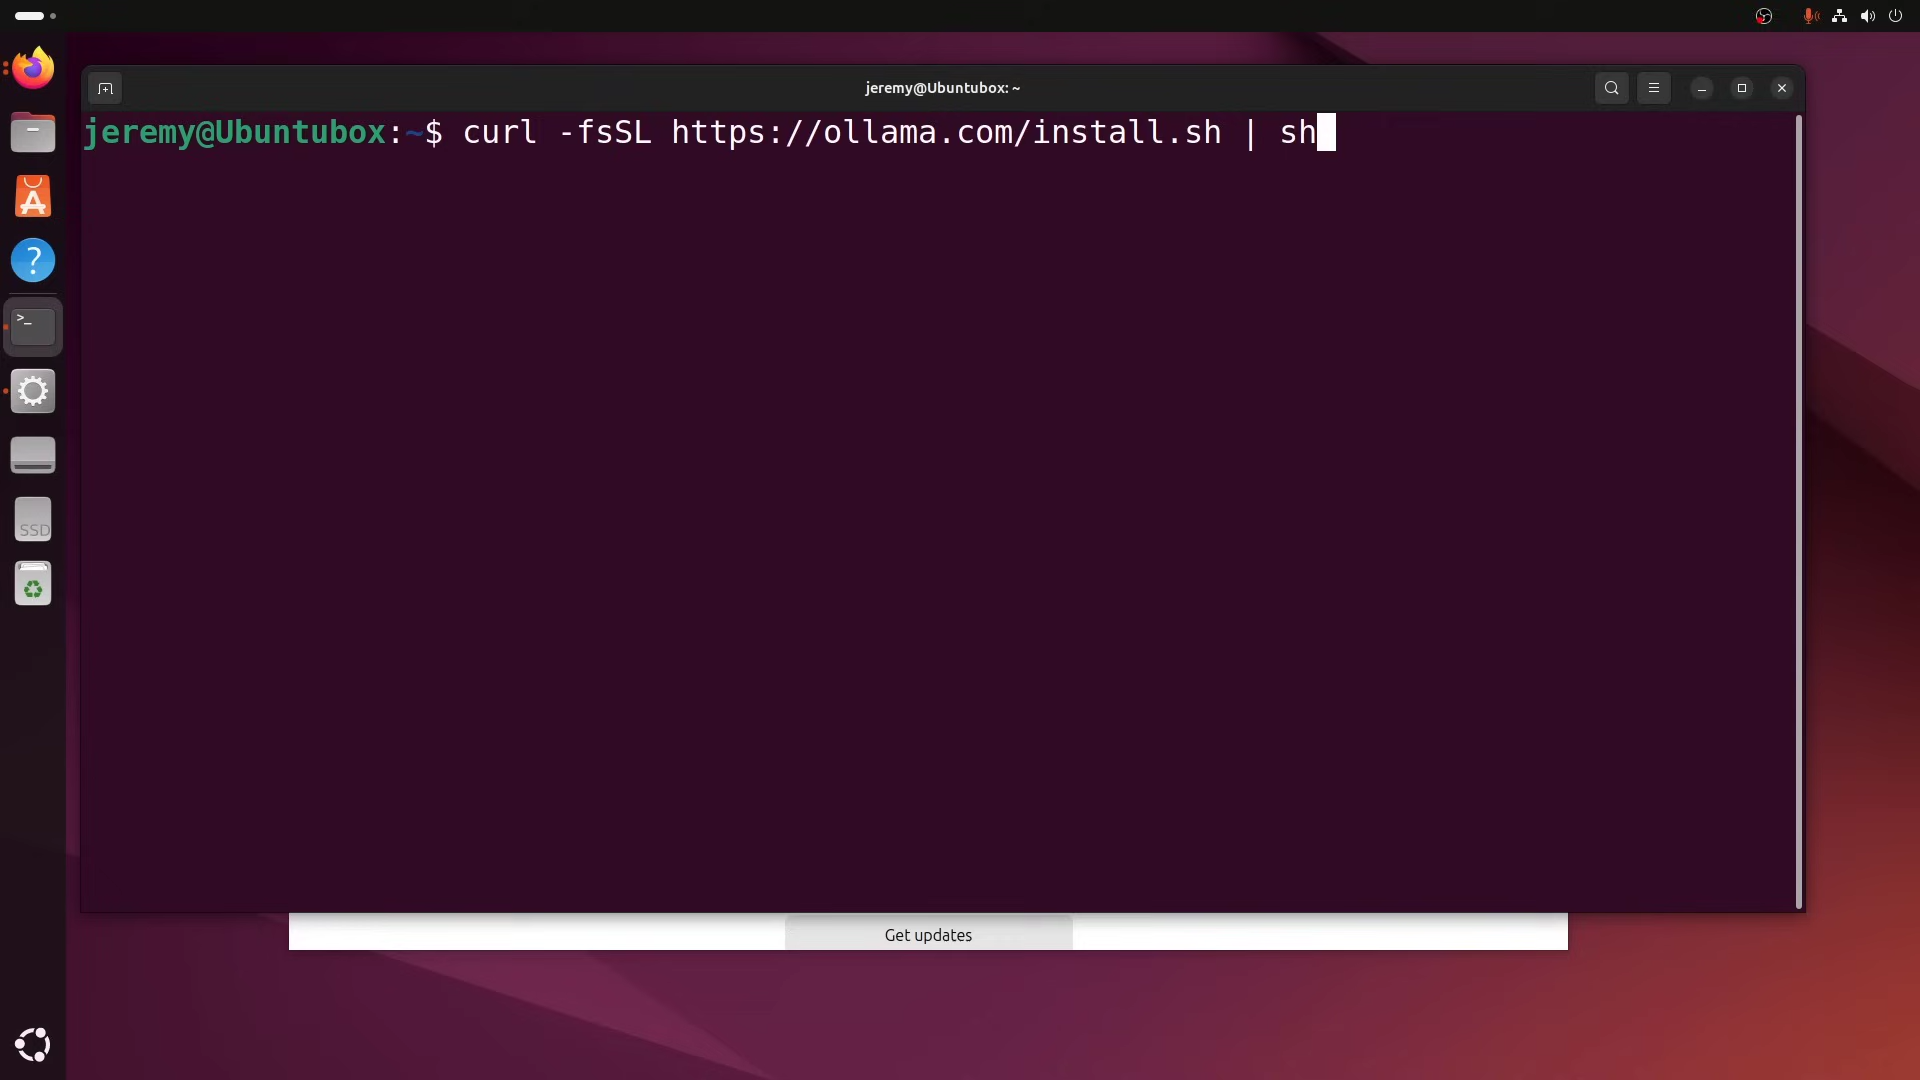 jeremy@Ubuntubox: ~
jeremy@Ubuntubox:~$ curl -fsSL https://ollama.com/install.sh | sh
>_
SSD
Get updates